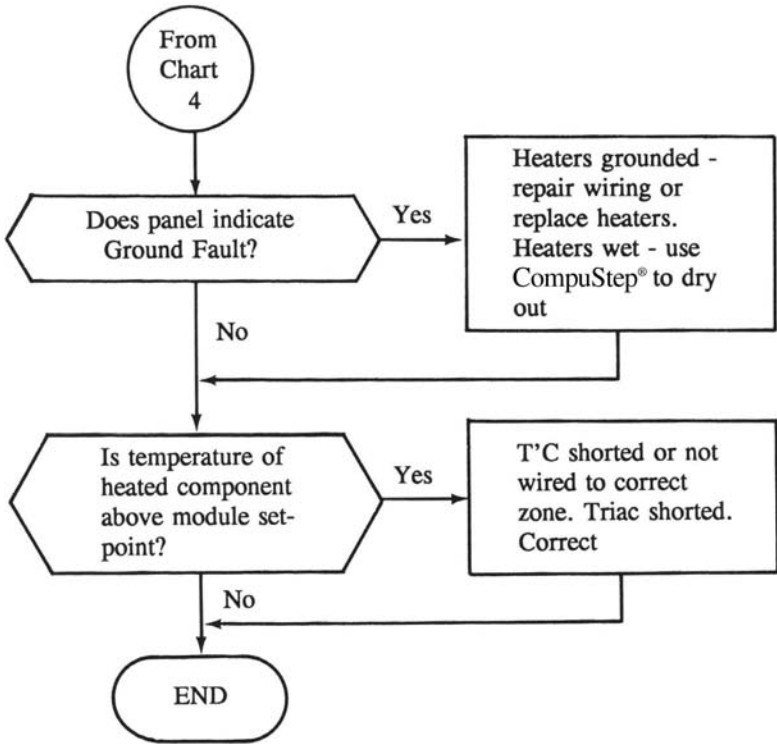 From
Chart
4
Does panel indicate
Ground Fault?
Yes
Heaters grounded -
repair wiring or
replace heaters.
Heaters wet - use
CompuStep® to dry
out
No
Is temperature of
heated component
above module set-
point?
Yes
T'C shorted or not
wired to correct
zone. Triac shorted.
Correct
No
END